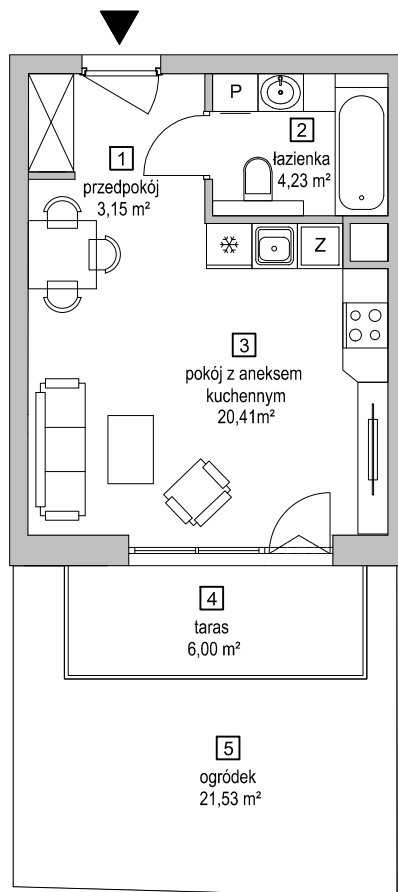 P
2
łazienka
4,23 m²
1
przedpokój
3,15 m²
Z
3
pokój z aneksem
kuchennym
20,41m²
4
taras
6,00 m²
5
ogródek
21,53 m²